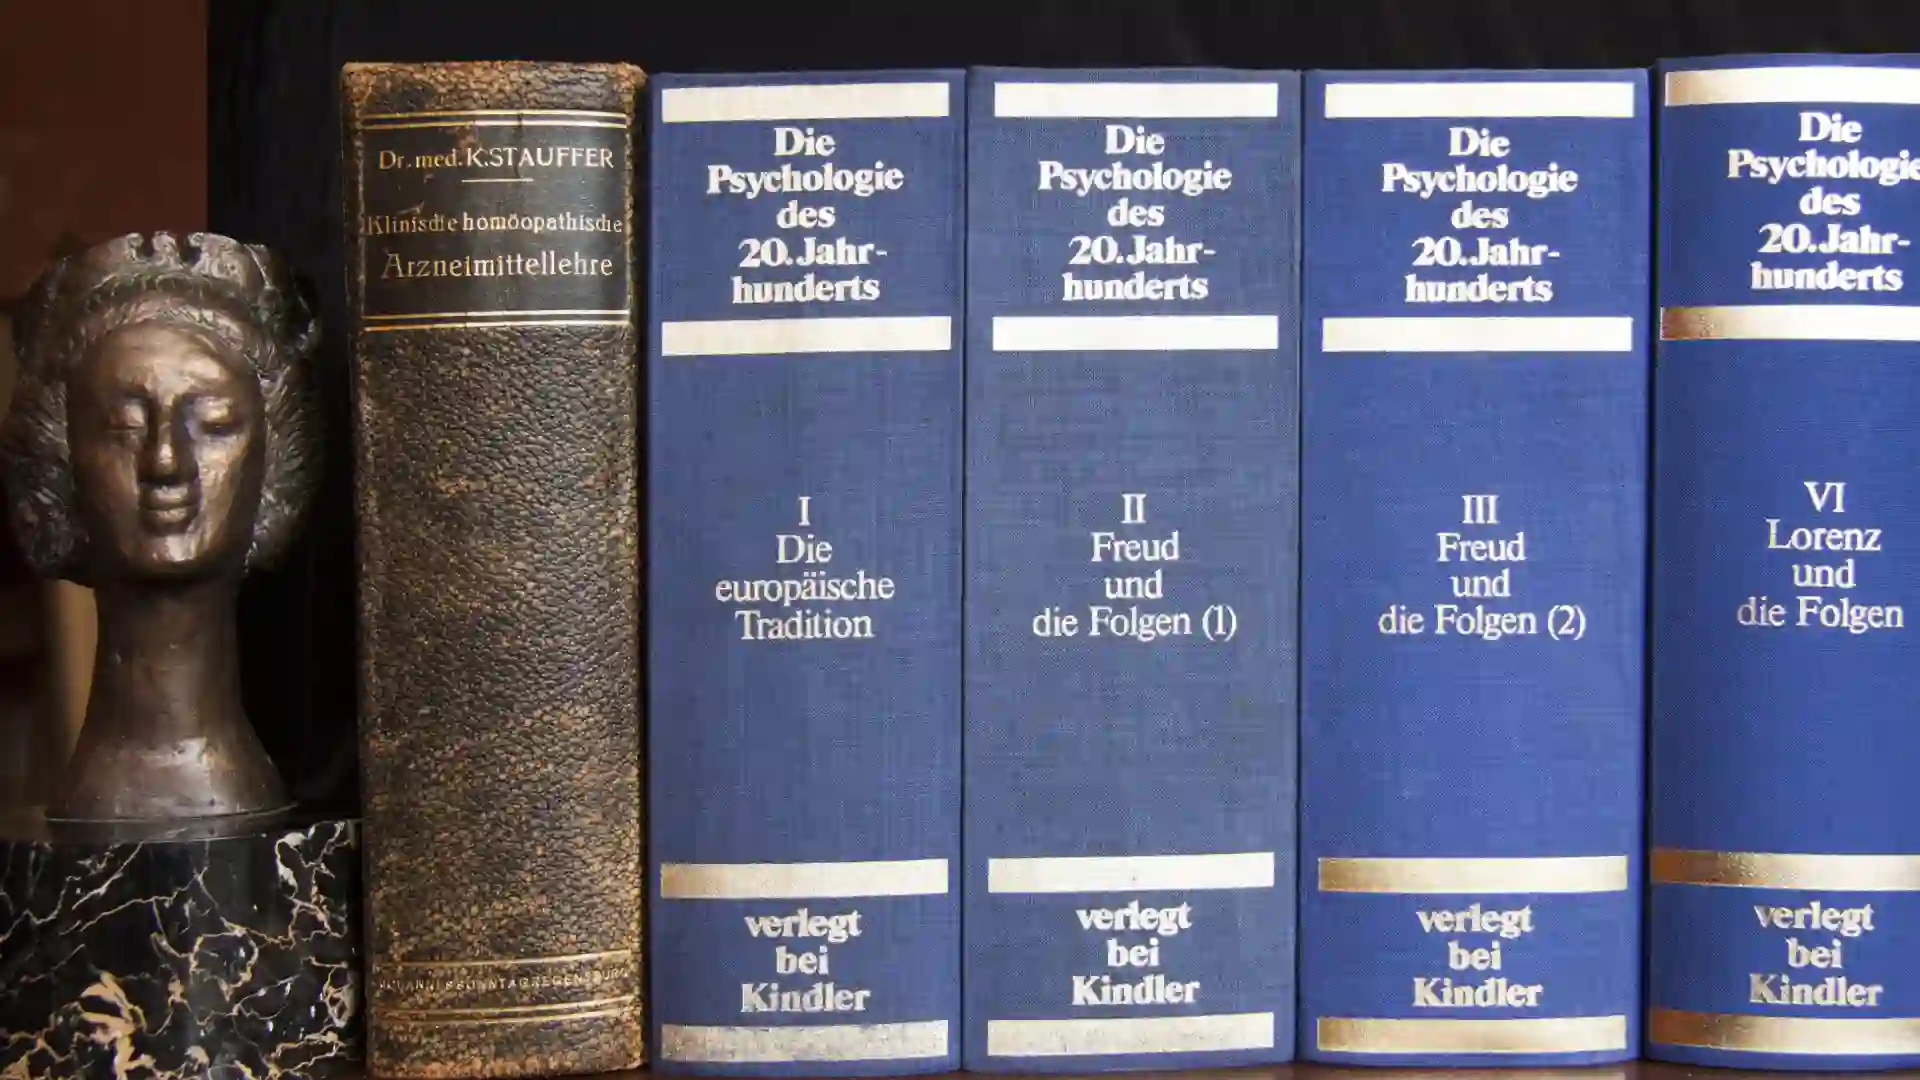 Dr. med. K. STAUFFER
Klinische homöopathische
Arzneimittellehre
JOHANNES SONNTAG REGENSBURG
Die
Psychologie
des
20. Jahr-
hunderts
I
Die
europäische
Tradition
verlegt
bei
Kindler
Die
Psychologie
des
20. Jahr-
hunderts
II
Freud
und
die Folgen (1)
verlegt
bei
Kindler
Die
Psychologie
des
20. Jahr-
hunderts
III
Freud
und
die Folgen (2)
verlegt
bei
Kindler
Die
Psychologie
des
20. Jahr-
hunderts
VI
Lorenz
und
die Folgen
verlegt
bei
Kindler